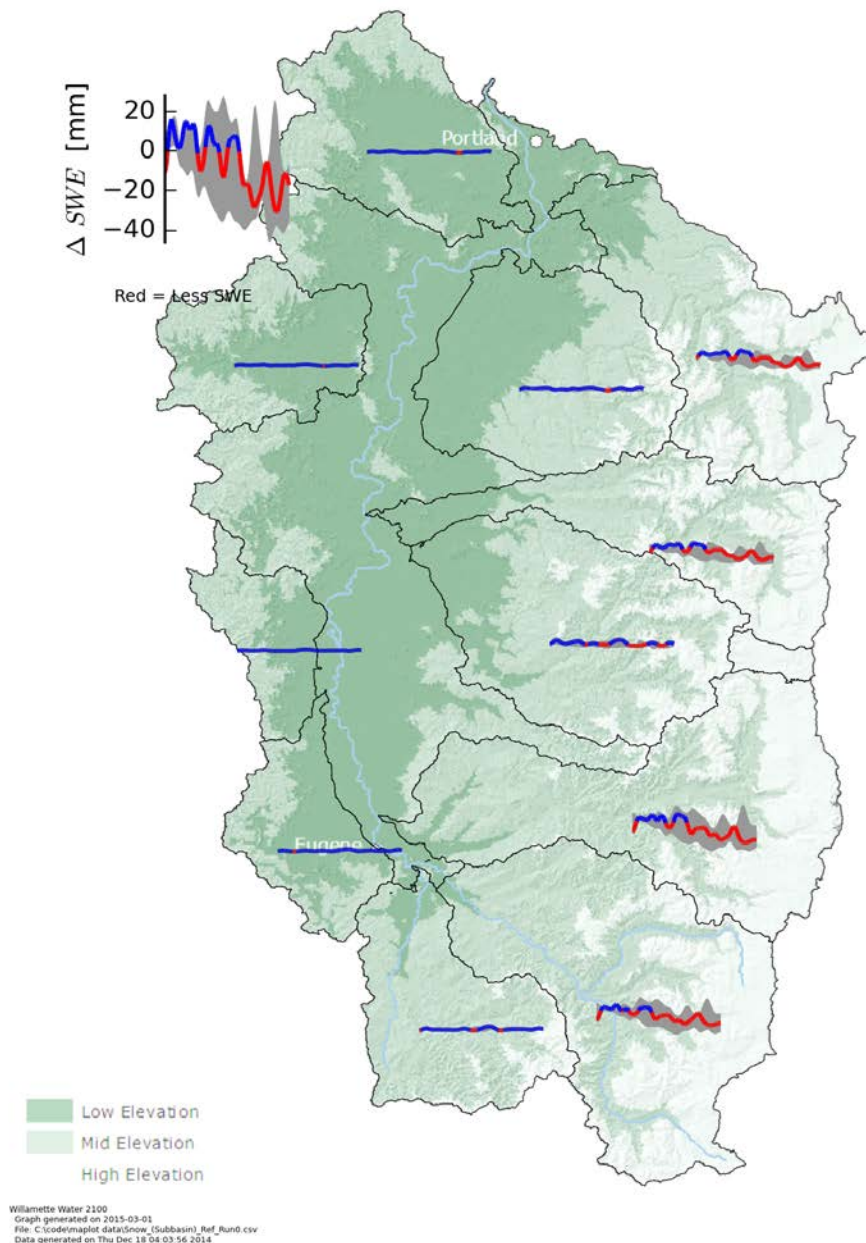 20
0
−20
−40
Δ SWE [mm]
Portland
Red = Less SWE
Eugene
Low Elevation
Mid Elevation
High Elevation
Willamette Water 2100
Graph generated on 2015-03-01
File: C:\code\maplot data\Snow_(Subbasin)_Ref_Run0.csv
Data generated on Thu Dec 18 04:03:56 2014